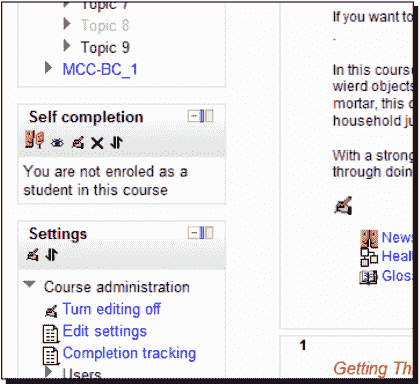 Topic 7
Topic 8
Topic 9
MCC-BC_1
Self completion
You are not enroled as a
student in this course
Settings
Course administration
Turn editing off
Edit settings
Completion tracking
Users
If you want to
.
In this cours
wierd objects
mortar, this c
household ju
With a strong
through doin
News
Heal
Glos
1
Getting Th